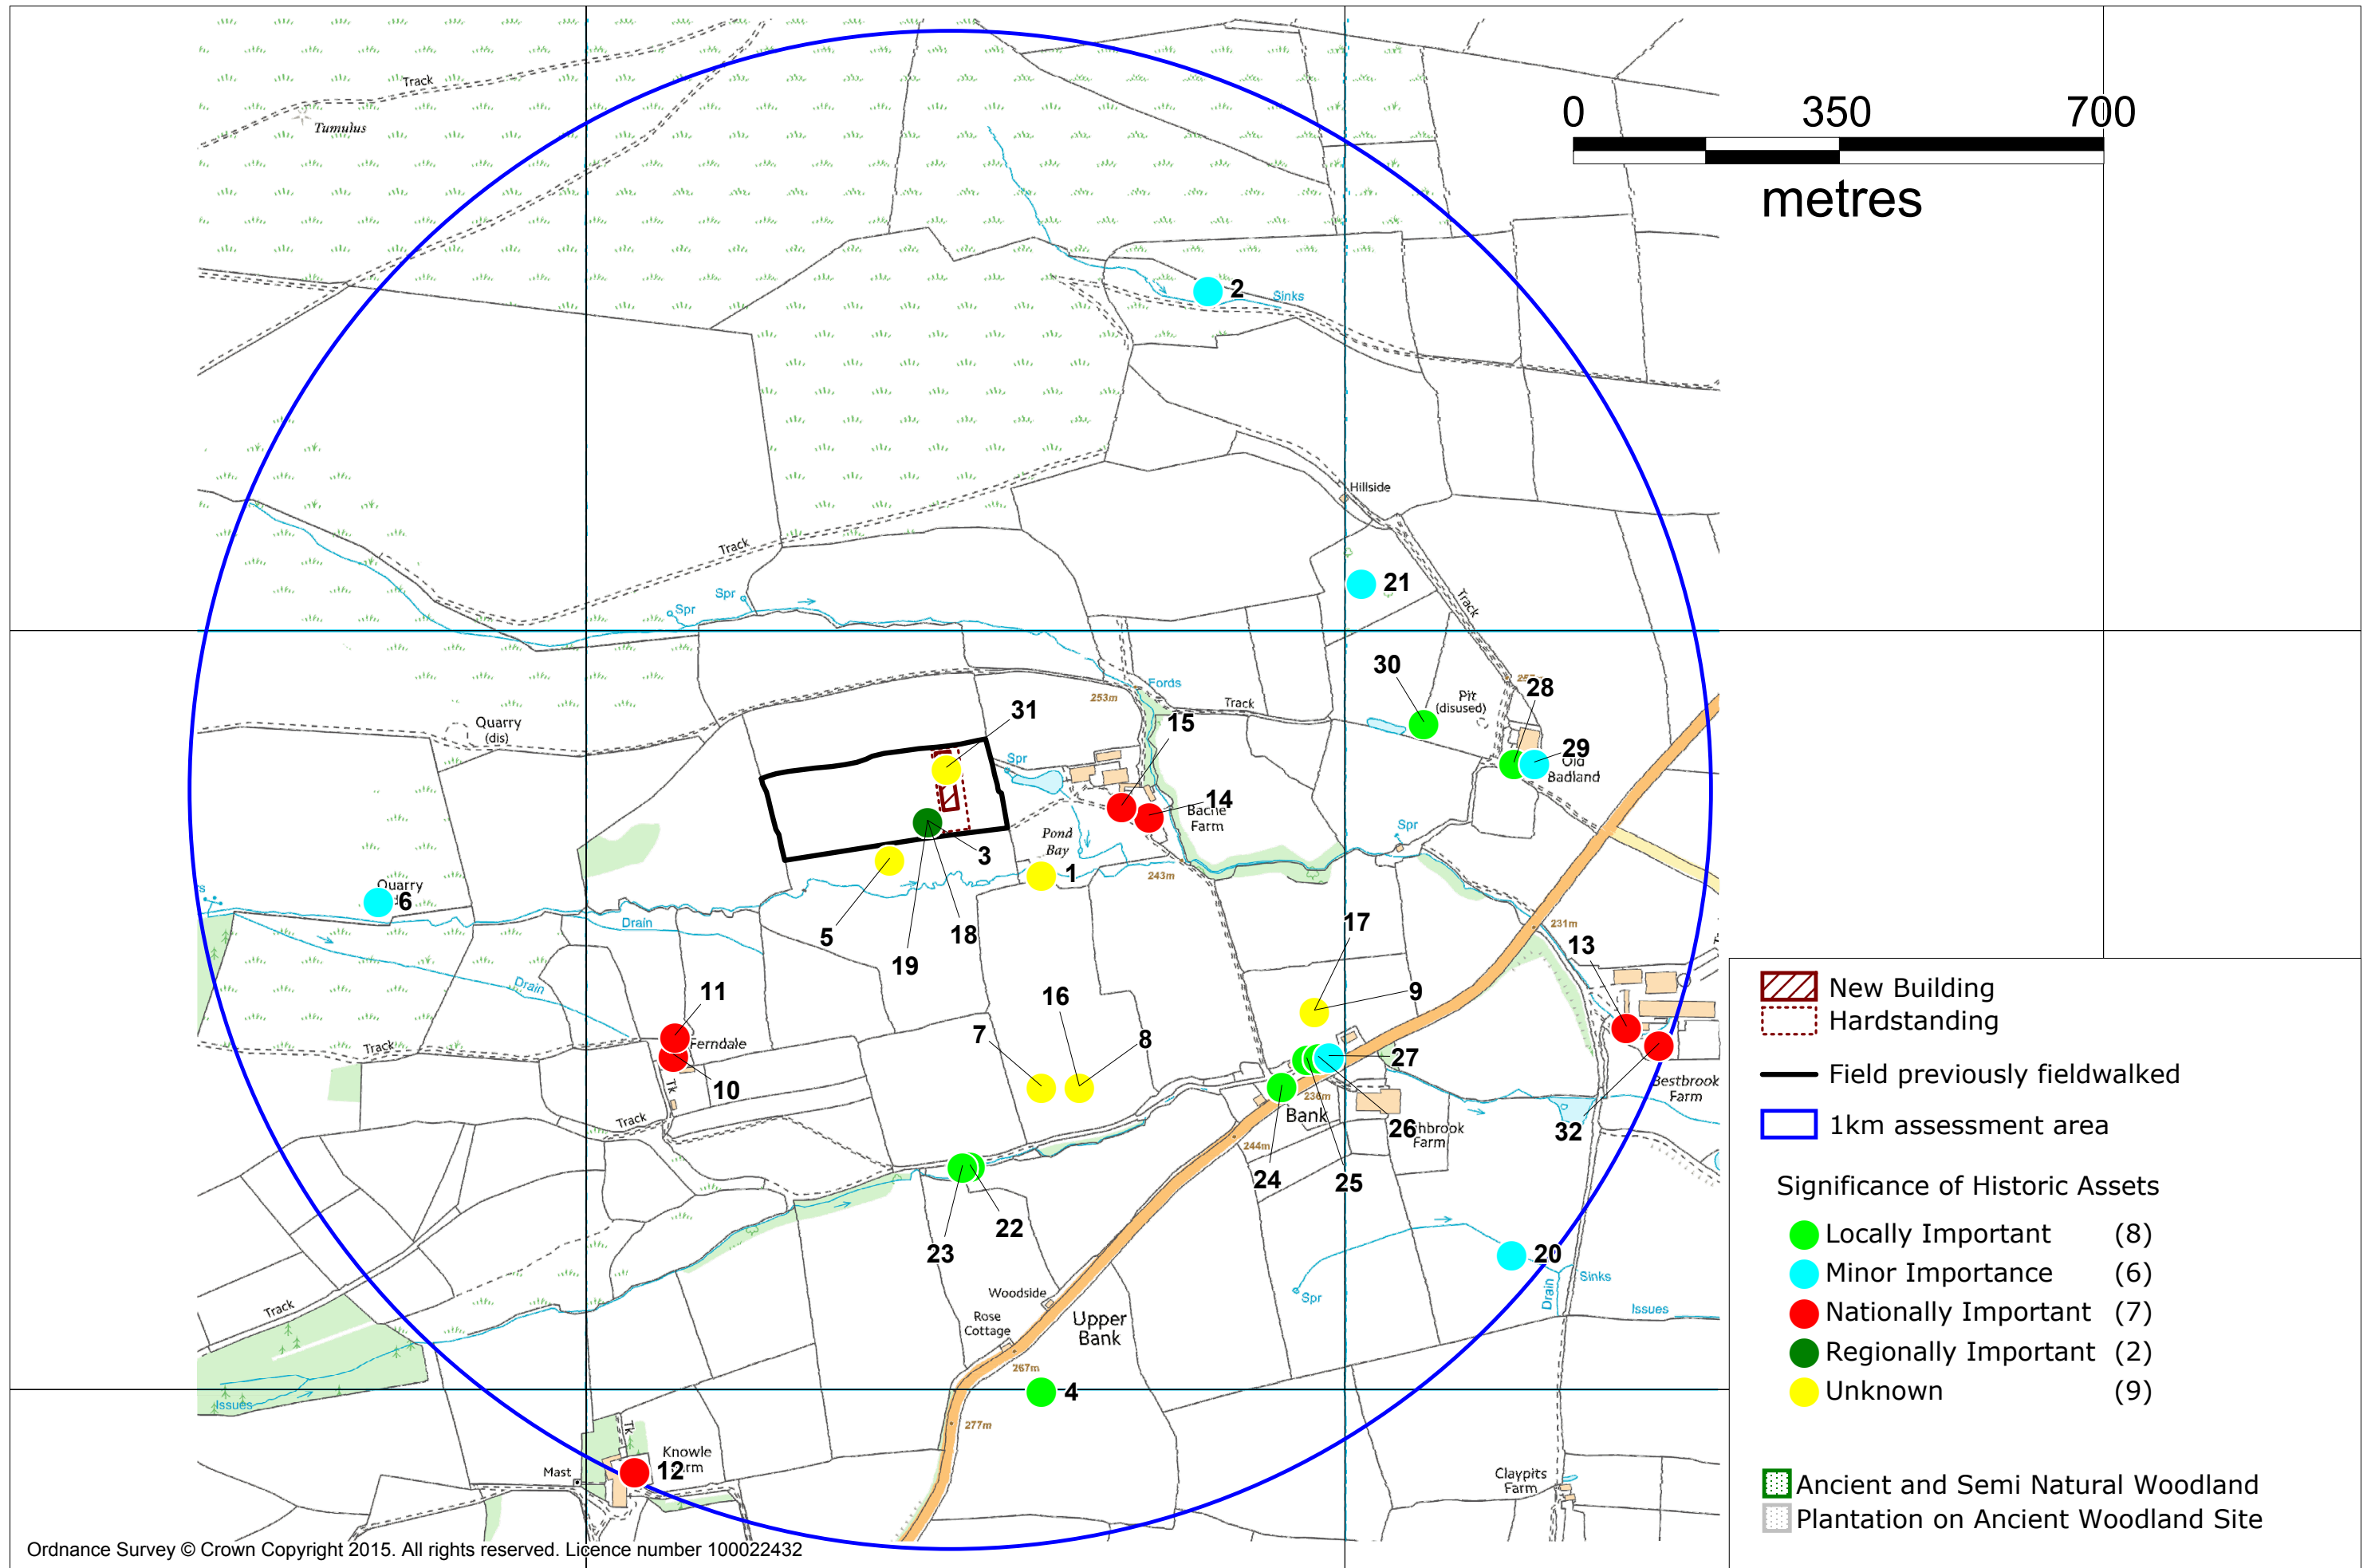 Track
Tumulus
0 350 700
metres
2
Sinks
Hillside
Track
Spr
Spr
21
Track
30
Fords
253m
Track
Pit
(disused)
28
Quarry
(dis)
31
15
29
Old
Badland
Spr
14
Bache
Farm
Pond
Bay
3
Spr
1
243m
Quarry
6
Drain
5
18
19
17
231m
13
Drain
11
16
9
Track
Ferndale
7
8
27
10
Tk
Track
236m
Bank
26
Farm
Bestbrook
Farm
32
244m
24
25
22
23
20
Sinks
Drain
Issues
Spr
Track
Woodside
Rose
Cottage
Upper
Bank
267m
4
Issues
277m
Tk
Knowle
12
Mast
Claypits
Farm
New Building
Hardstanding
Field previously fieldwalked
1km assessment area
Significance of Historic Assets
Locally Important (8)
Minor Importance (6)
Nationally Important (7)
Regionally Important (2)
Unknown (9)
Ancient and Semi Natural Woodland
Plantation on Ancient Woodland Site
Ordnance Survey © Crown Copyright 2015. All rights reserved. Licence number 100022432